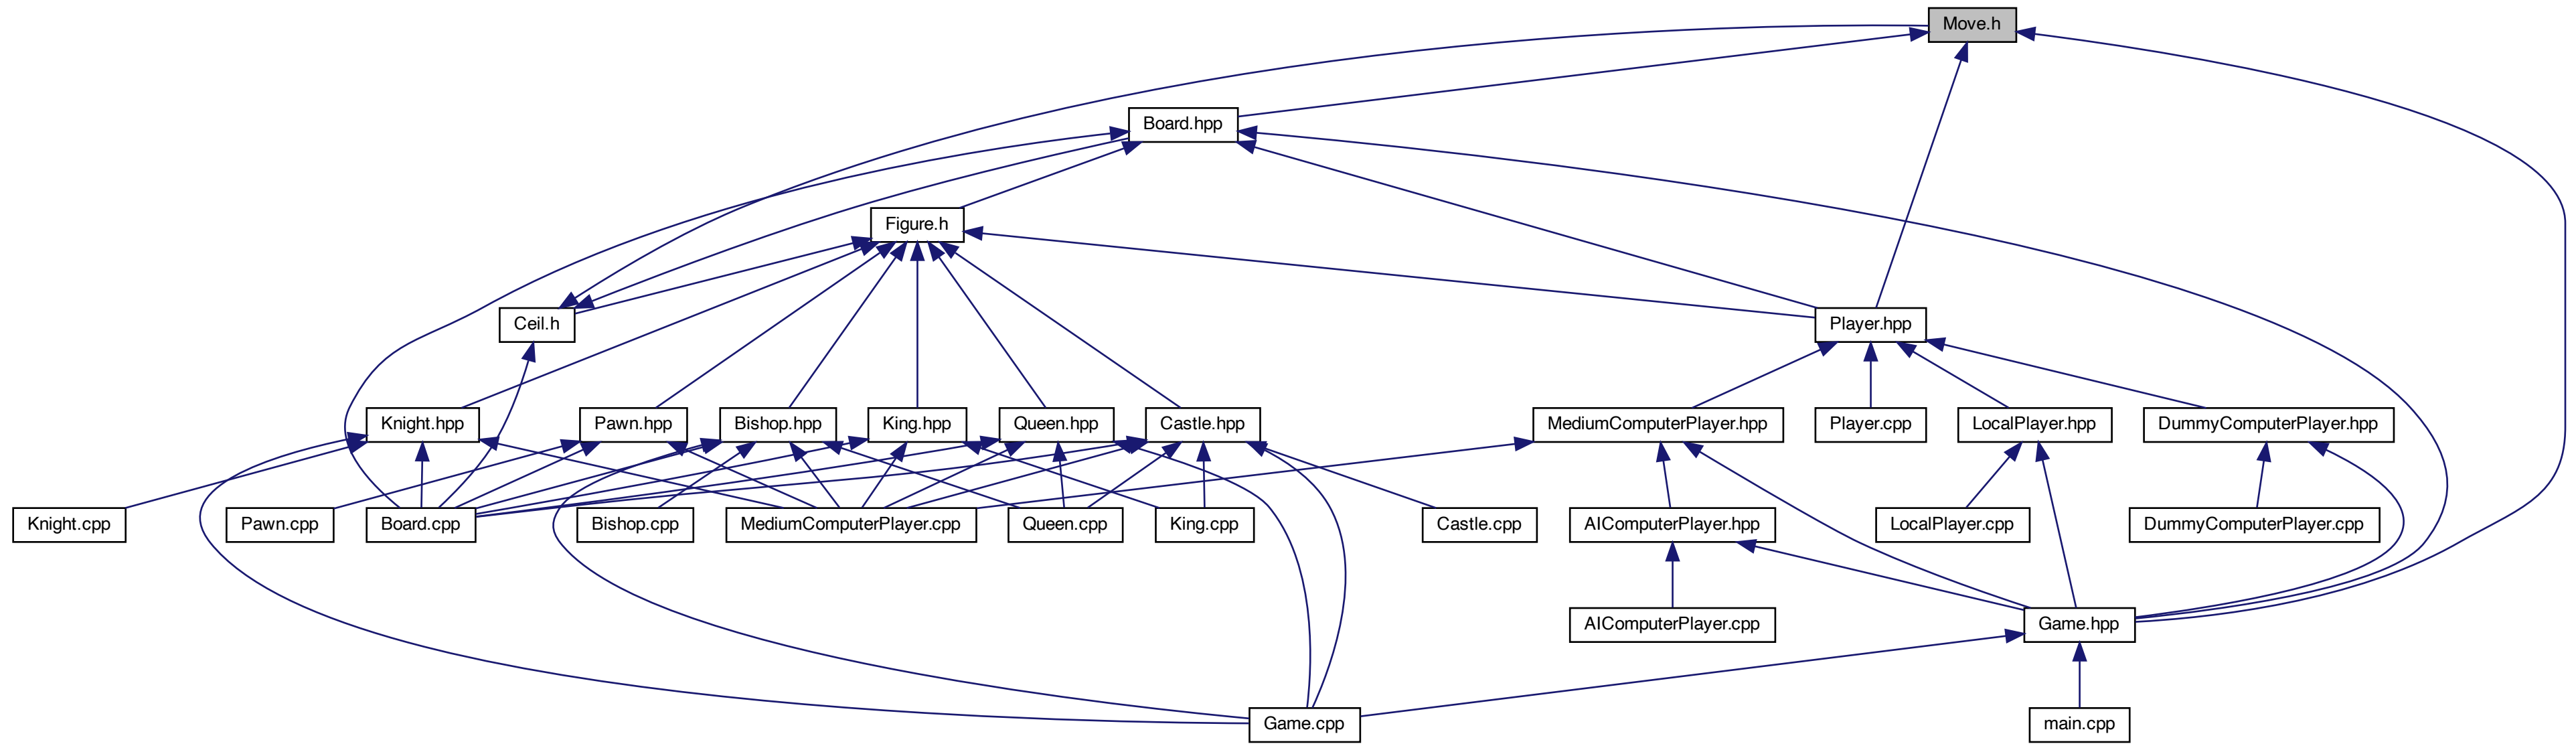 Move.h
Board.hpp
Figure.h
Ceil.h
Player.hpp
Knight.hpp
Pawn.hpp
Bishop.hpp
King.hpp
Queen.hpp
Castle.hpp
MediumComputerPlayer.hpp
Player.cpp
LocalPlayer.hpp
DummyComputerPlayer.hpp
Knight.cpp
Pawn.cpp
Board.cpp
Bishop.cpp
MediumComputerPlayer.cpp
Queen.cpp
King.cpp
Castle.cpp
AIComputerPlayer.hpp
LocalPlayer.cpp
DummyComputerPlayer.cpp
AIComputerPlayer.cpp
Game.hpp
Game.cpp
main.cpp